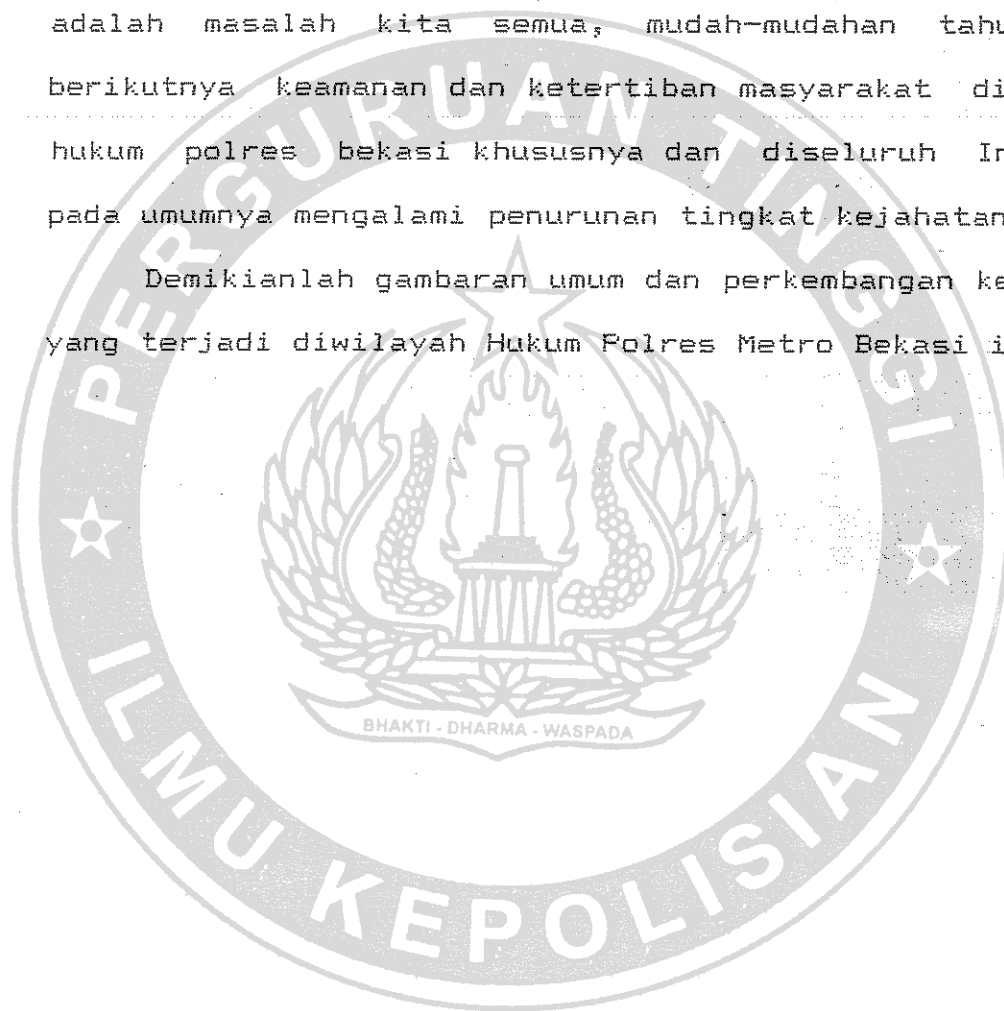 adalah masalah kita semua, mudah-mudahan tahu
berikutnya keamanan dan ketertiban masyarakat di
hukum polres bekasi khususnya dan diseluruh In
pada umumnya mengalami penurunan tingkat kejahatan
Demikianlah gambaran umum dan perkembangan ke
yang terjadi diwilayah Hukum Polres Metro Bekasi i
PERGURUAN TINGGI
BHAKTI - DHARMA - WASPADA
ILMU KEPOLISIAN